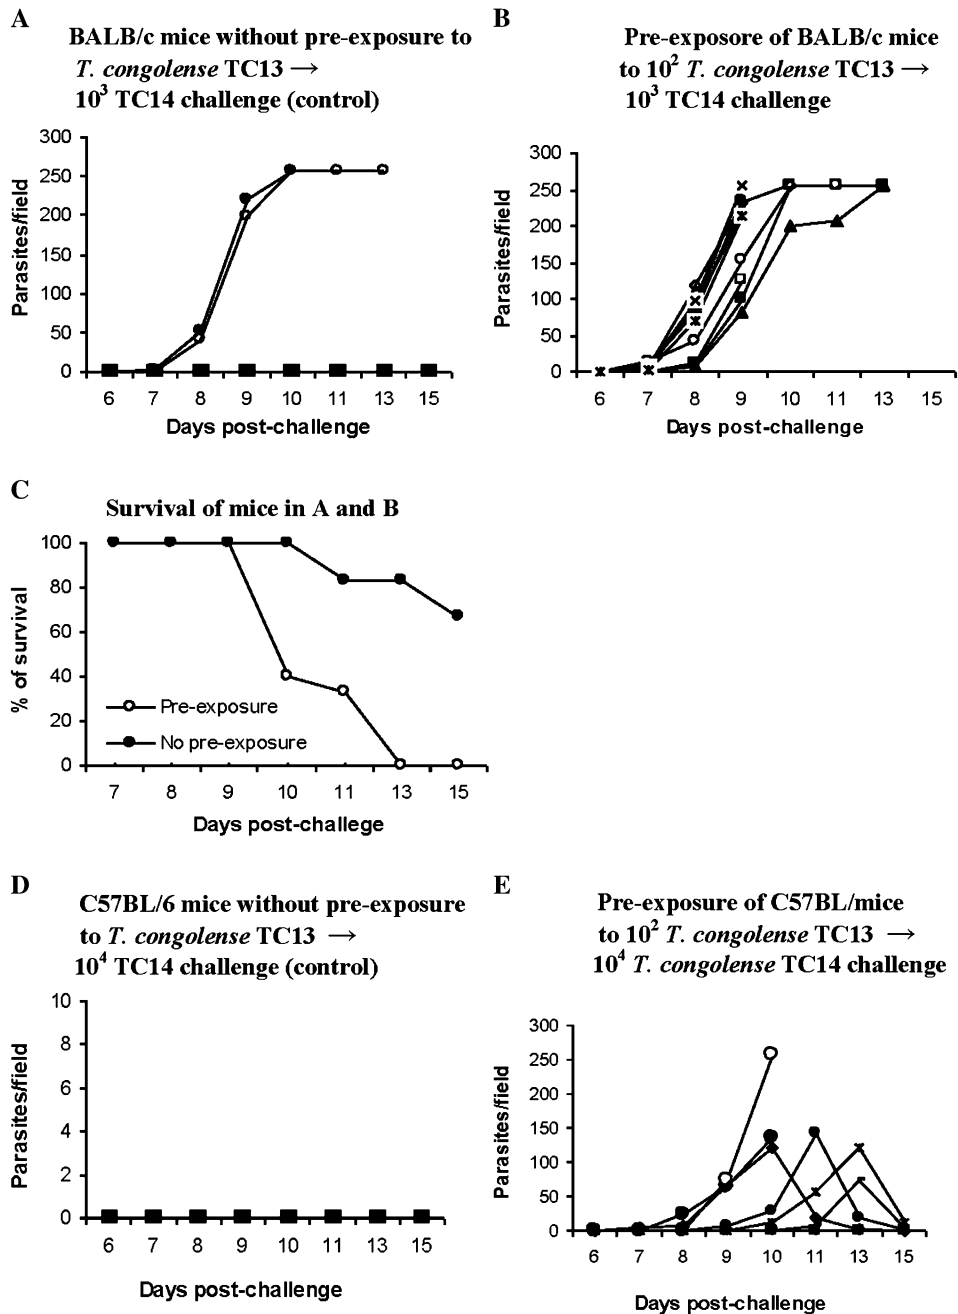 A
BALB/c mice without pre-exposure to
T. congolense TC13 →
10³ TC14 challenge (control)
300
250
200
150
100
50
0
Parasites/field
6 7 8 9 10 11 13 15
Days post-challenge
B
Pre-exposore of BALB/c mice
to 10² T. congolense TC13 →
10³ TC14 challenge
300
250
200
150
100
50
0
Parasites/field
6 7 8 9 10 11 13 15
Days post-challenge
C
Survival of mice in A and B
100
80
60
40
20
0
% of survival
Pre-exposure
No pre-exposure
7 8 9 10 11 13 15
Days post-challege
D
C57BL/6 mice without pre-exposure
to T. congolense TC13 →
10⁴ TC14 challenge (control)
10
8
6
4
2
0
Parasites/field
6 7 8 9 10 11 13 15
Days post-challenge
E
Pre-exposure of C57BL/mice
to 10² T. congolense TC13 →
10⁴ T. congolense TC14 challenge
300
250
200
150
100
50
0
Parasites/field
6 7 8 9 10 11 13 15
Days post-challenge